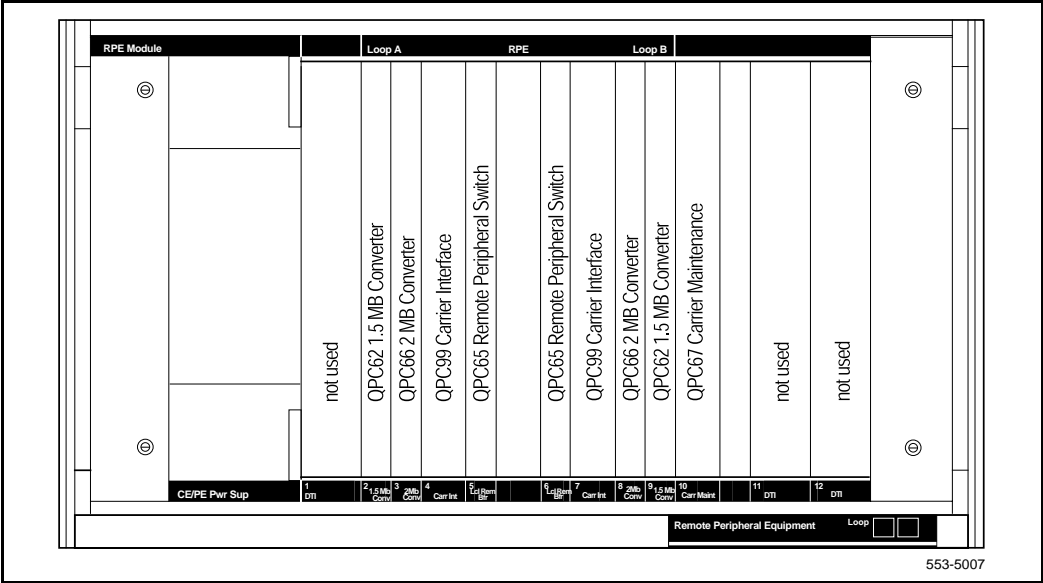 RPE Module
Loop A
RPE
Loop B
not used
QPC62 1.5 MB Converter
QPC66 2 MB Converter
QPC99 Carrier Interface
QPC65 Remote Peripheral Switch
QPC65 Remote Peripheral Switch
QPC99 Carrier Interface
QPC66 2 MB Converter
QPC62 1.5 MB Converter
QPC67 Carrier Maintenance
not used
not used
CE/PE Pwr Sup
1
DTI
2 1.5 Mb
Conv
3 2Mb
Conv
4
Carr Int
5 Lcl Rem
Bfr
6 Lcl Rem
Bfr
7
Carr Int
8 2Mb
Conv
9 1.5 Mb
Conv
10
Carr Maint
11
DTI
12
DTI
Remote Peripheral Equipment
Loop
553-5007